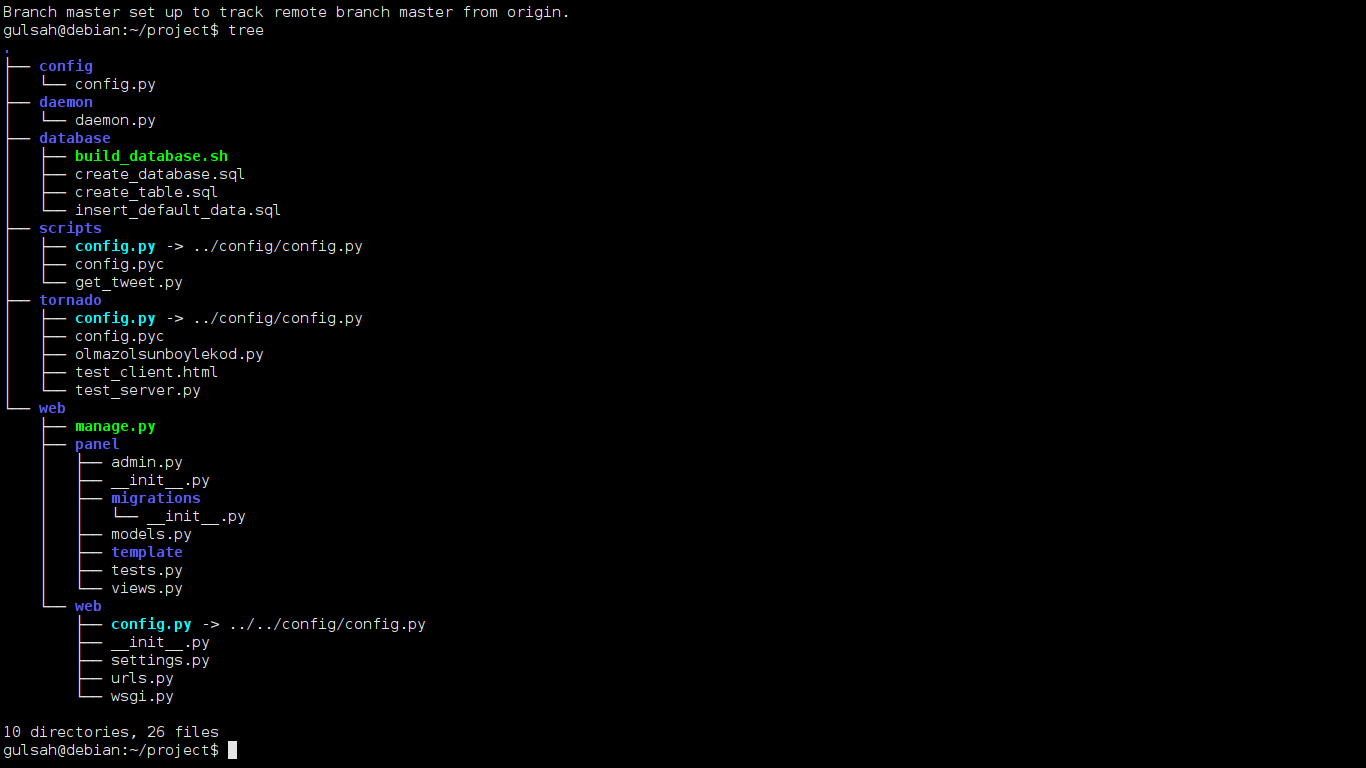 Branch master set up to track remote branch master from origin.
gulsah@debian:~/project$ tree
.
├── config
│   └── config.py
├── daemon
│   └── daemon.py
├── database
│   ├── build_database.sh
│   ├── create_database.sql
│   ├── create_table.sql
│   └── insert_default_data.sql
├── scripts
│   ├── config.py -> ../config/config.py
│   ├── config.pyc
│   └── get_tweet.py
├── tornado
│   ├── config.py -> ../config/config.py
│   ├── config.pyc
│   ├── olmazolsunboylekod.py
│   ├── test_client.html
│   └── test_server.py
└── web
    ├── manage.py
    ├── panel
    │   ├── admin.py
    │   ├── __init__.py
    │   ├── migrations
    │   │   └── __init__.py
    │   ├── models.py
    │   ├── template
    │   ├── tests.py
    │   └── views.py
    └── web
        ├── config.py -> ../../config/config.py
        ├── __init__.py
        ├── settings.py
        ├── urls.py
        └── wsgi.py

10 directories, 26 files
gulsah@debian:~/project$